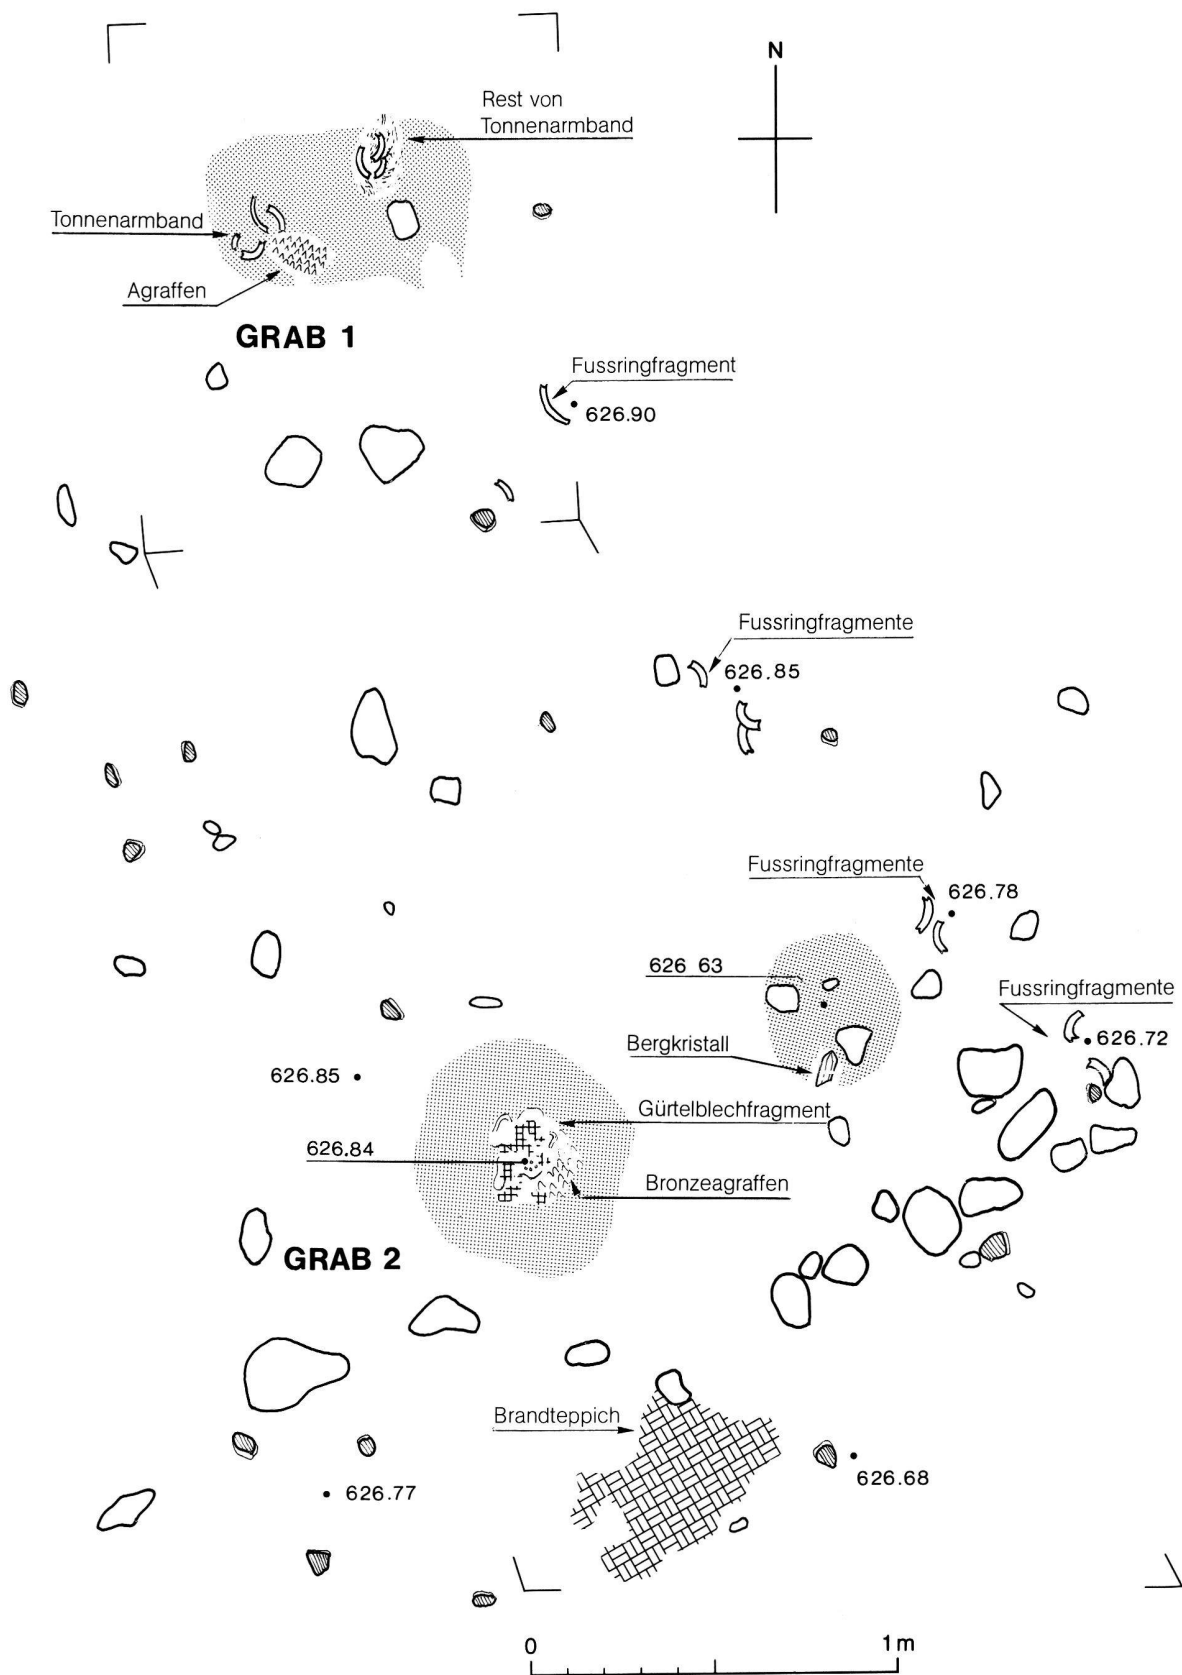 N
Rest von
Tonnenarmband
Tonnenarmband
Agraffen
GRAB 1
Fussringfragment
626.90
Fussringfragmente
626.85
Fussringfragmente
626.78
626 63
Fussringfragmente
626.72
Bergkristall
626.85
Gürtelblechfragment
626.84
Bronzeagraffen
GRAB 2
Brandteppich
626.68
626.77
0
1m